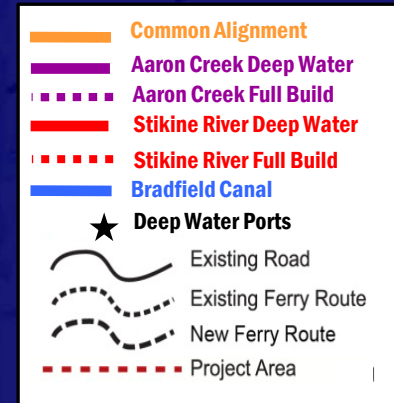 Common Alignment
Aaron Creek Deep Water
Aaron Creek Full Build
Stikine River Deep Water
Stikine River Full Build
Bradfield Canal
Deep Water Ports
Existing Road
Existing Ferry Route
New Ferry Route
Project Area